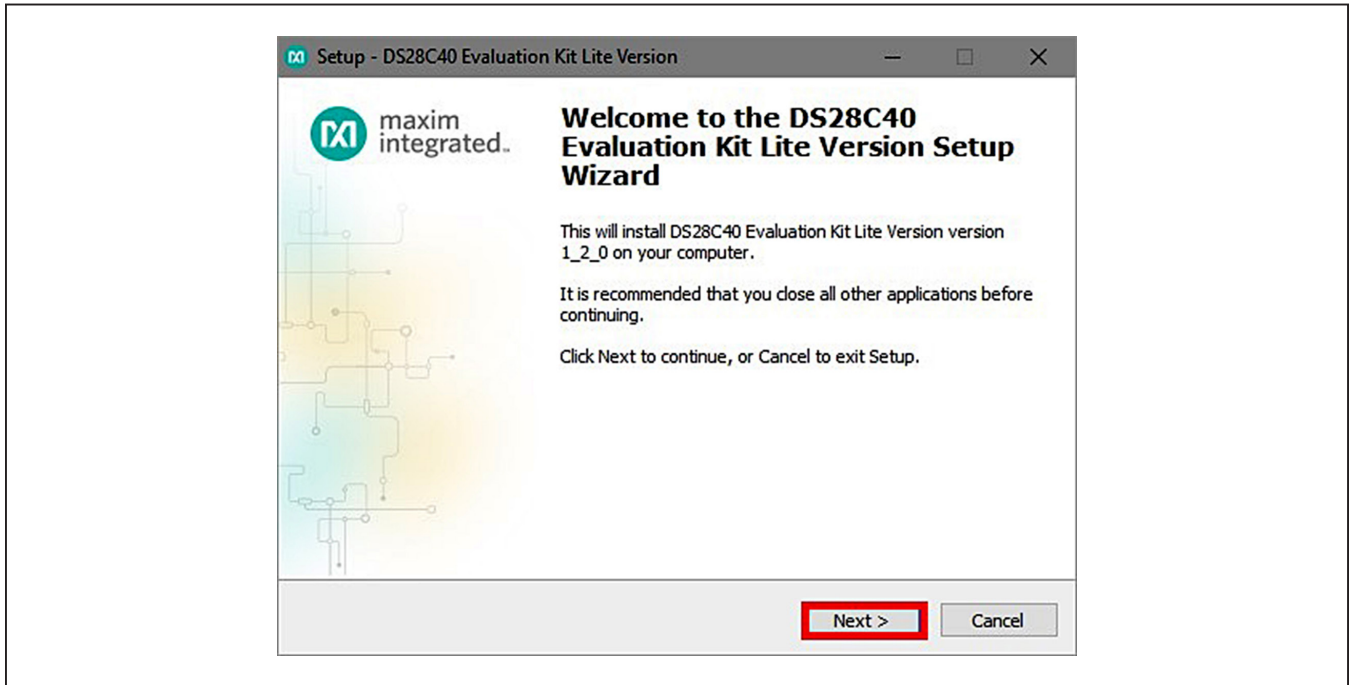 Setup - DS28C40 Evaluation Kit Lite Version
maxim
integrated™
Welcome to the DS28C40
Evaluation Kit Lite Version Setup
Wizard
This will install DS28C40 Evaluation Kit Lite Version version
1_2_0 on your computer.
It is recommended that you close all other applications before
continuing.
Click Next to continue, or Cancel to exit Setup.
Next >
Cancel